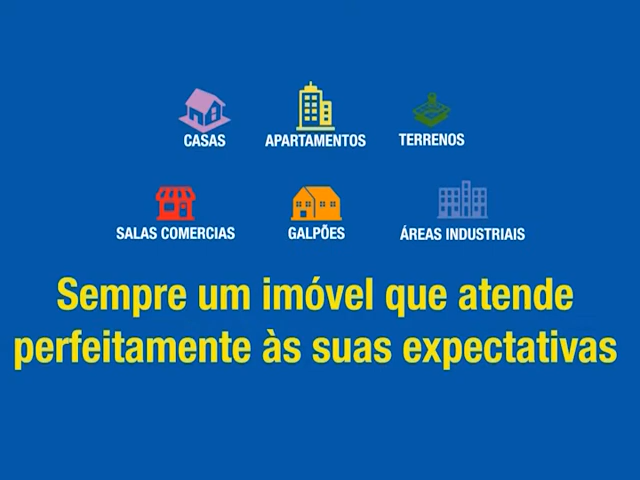 CASAS APARTAMENTOS TERRENOS
SALAS COMERCIAS GALPÕES ÁREAS INDUSTRIAIS
Sempre um imóvel que atende
perfeitamente às suas expectativas